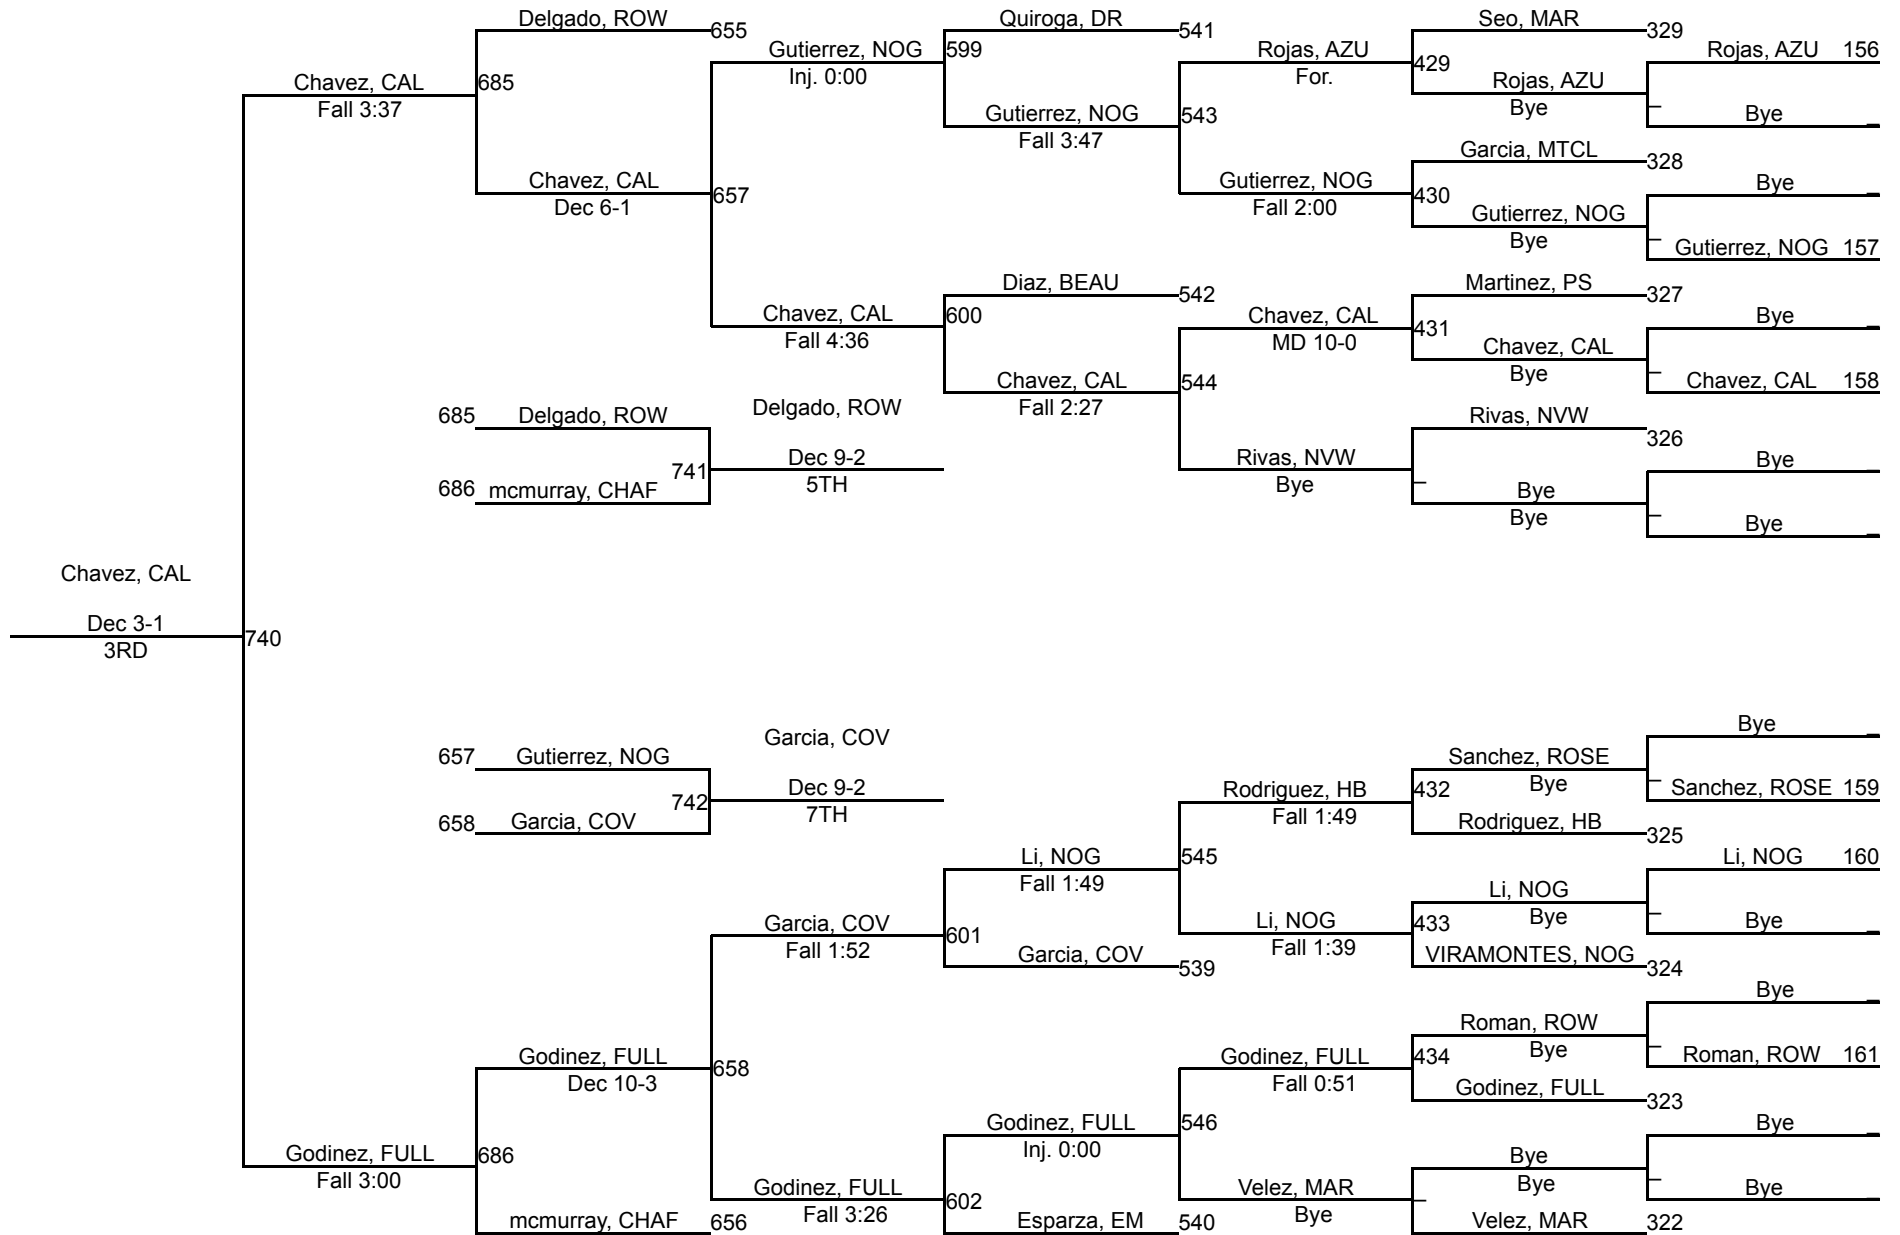 Delgado, ROW
655
Quiroga, DR
541
Seo, MAR
329
Gutierrez, NOG
Inj. 0:00
599
Rojas, AZU
For.
429
Rojas, AZU 156
Chavez, CAL
Fall 3:37
685
Rojas, AZU
Bye
Gutierrez, NOG
Fall 3:47
543
Bye
Garcia, MTCL
328
Chavez, CAL
Dec 6-1
657
Gutierrez, NOG
Fall 2:00
430
Bye
Gutierrez, NOG
Bye
Gutierrez, NOG 157
Diaz, BEAU
542
Martinez, PS
327
Chavez, CAL
Fall 4:36
600
Chavez, CAL
MD 10-0
431
Bye
Chavez, CAL
Bye
Chavez, CAL
Fall 2:27
544
Chavez, CAL 158
685 Delgado, ROW
Delgado, ROW
Rivas, NVW
326
741
Dec 9-2
5TH
Rivas, NVW
Bye
Bye
686 mcmurray, CHAF
Bye
Bye
Bye
Chavez, CAL
Dec 3-1
3RD
740
Bye
657 Gutierrez, NOG
Garcia, COV
Sanchez, ROSE
Bye
742
Dec 9-2
7TH
Rodriguez, HB
Fall 1:49
432
Sanchez, ROSE 159
658 Garcia, COV
Rodriguez, HB
325
Li, NOG
Fall 1:49
545
Li, NOG 160
Li, NOG
Bye
Garcia, COV
Fall 1:52
601
Li, NOG
Fall 1:39
433
Bye
Garcia, COV
539
VIRAMONTES, NOG
324
Bye
Roman, ROW
Bye
Godinez, FULL
Dec 10-3
658
Godinez, FULL
Fall 0:51
434
Roman, ROW 161
Godinez, FULL
323
Godinez, FULL
Inj. 0:00
546
Bye
Godinez, FULL
Fall 3:00
686
Bye
Bye
Godinez, FULL
Fall 3:26
602
Velez, MAR
Bye
Bye
mcmurray, CHAF
656
Esparza, EM
540
Velez, MAR
322